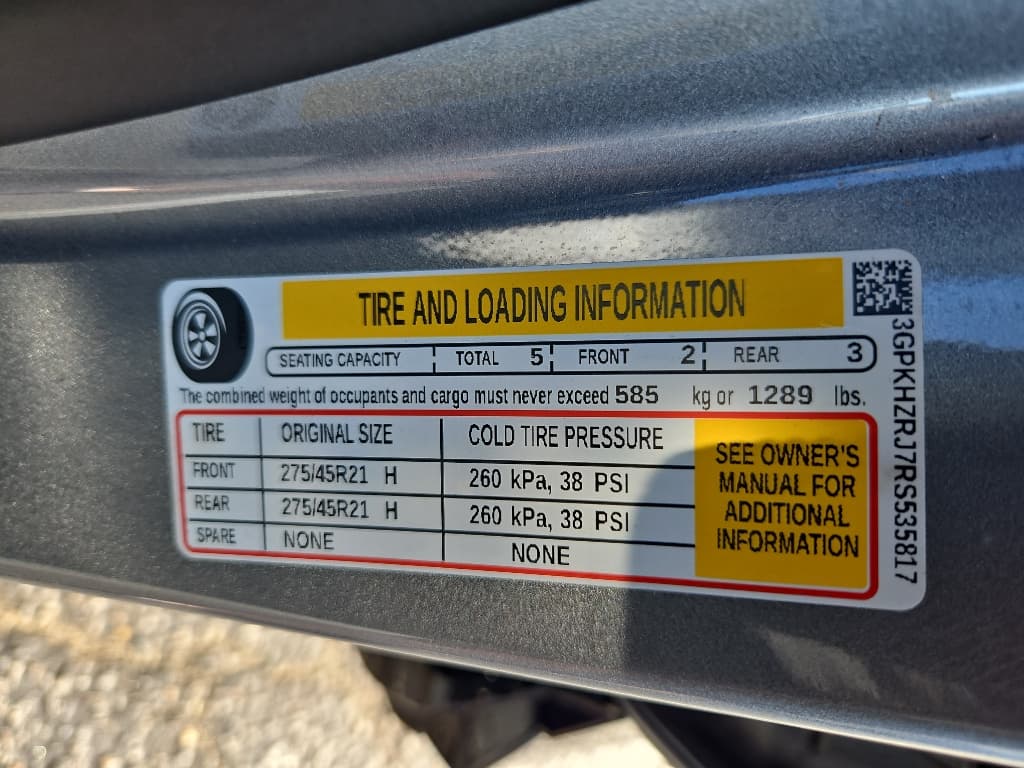 TIRE AND LOADING INFORMATION
SEATING CAPACITY TOTAL 5 FRONT 2 REAR 3
The combined weight of occupants and cargo must never exceed 585 kg or 1289 lbs.
TIRE ORIGINAL SIZE COLD TIRE PRESSURE
FRONT 275/45R21 H 260 kPa, 38 PSI
REAR 275/45R21 H 260 kPa, 38 PSI
SPARE NONE NONE
SEE OWNER'S
MANUAL FOR
ADDITIONAL
INFORMATION
3GPKHZRJ7RS535817